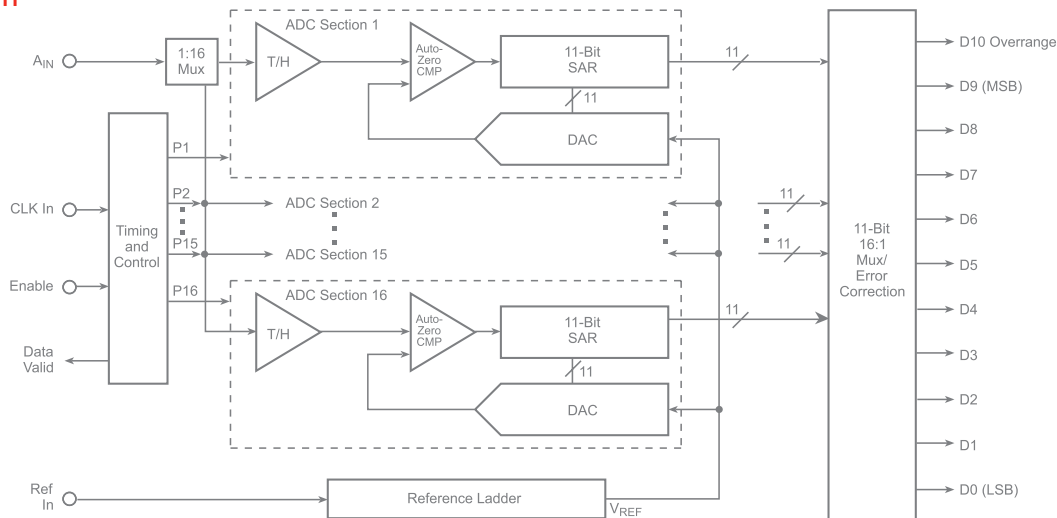 ADC Section 1
A_IN
1:16
Mux
T/H
Auto-
Zero
CMP
11-Bit
SAR
11
11
DAC
P1
CLK In
Enable
Data
Valid
Timing
and
Control
P2
P15
P16
ADC Section 2
ADC Section 15
11
11
ADC Section 16
T/H
Auto-
Zero
CMP
11-Bit
SAR
11
11
DAC
Ref
In
Reference Ladder
V_REF
11-Bit
16:1
Mux/
Error
Correction
D10 Overrange
D9 (MSB)
D8
D7
D6
D5
D4
D3
D2
D1
D0 (LSB)